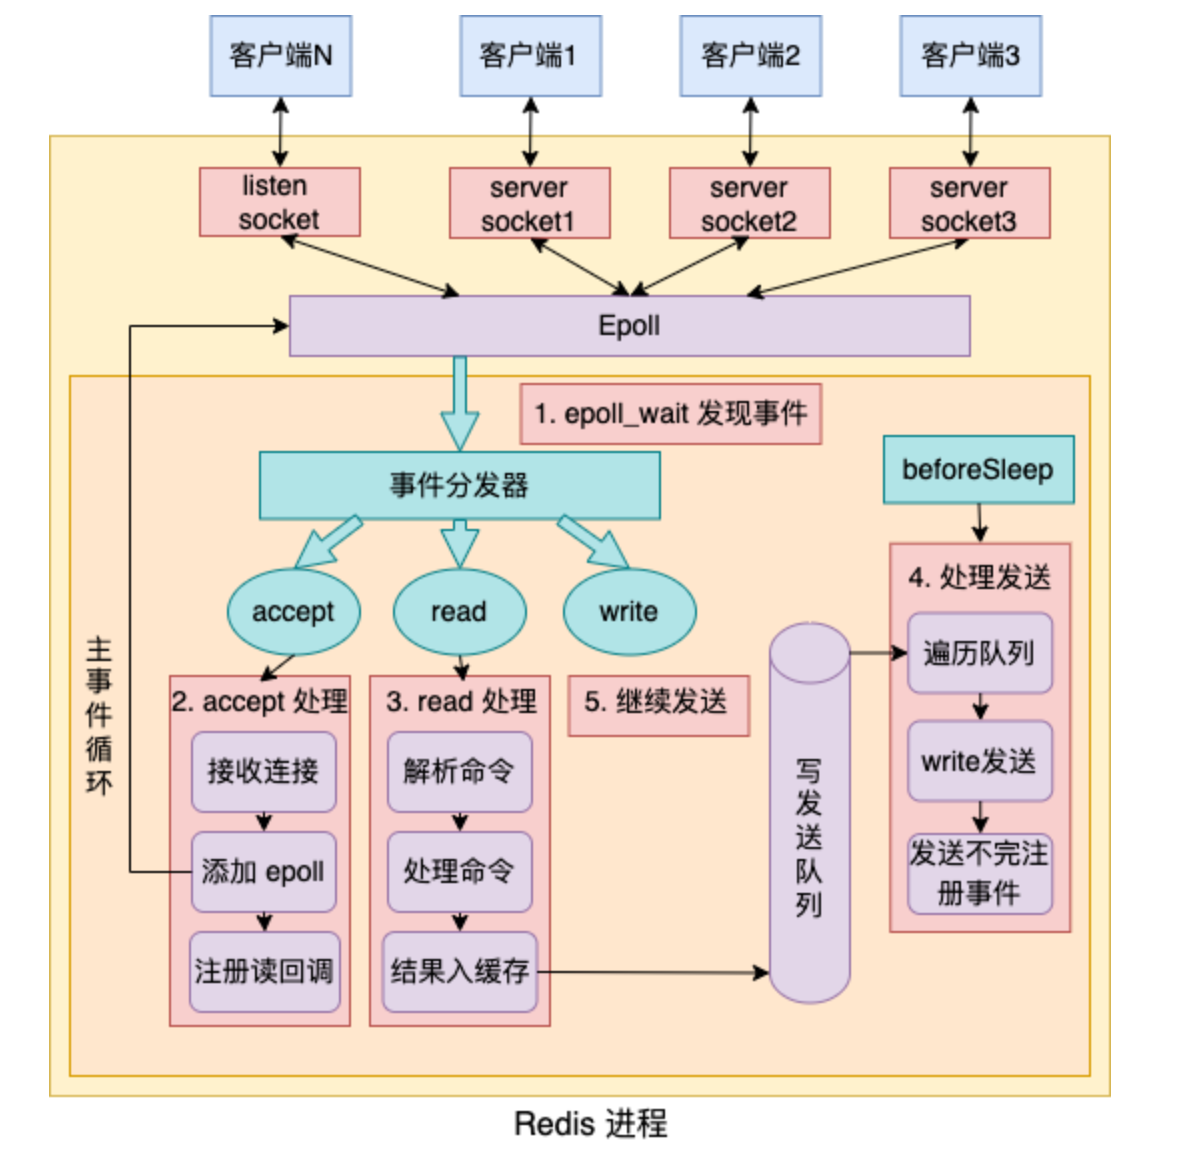 客户端N
客户端1
客户端2
客户端3
listen
socket
server
socket1
server
socket2
server
socket3
Epoll
1. epoll_wait 发现事件
事件分发器
beforeSleep
accept
read
write
主事件循环
2. accept 处理
接收连接
添加 epoll
注册读回调
3. read 处理
解析命令
处理命令
结果入缓存
5. 继续发送
写发送队列
4. 处理发送
遍历队列
write发送
发送不完注
册事件
Redis 进程